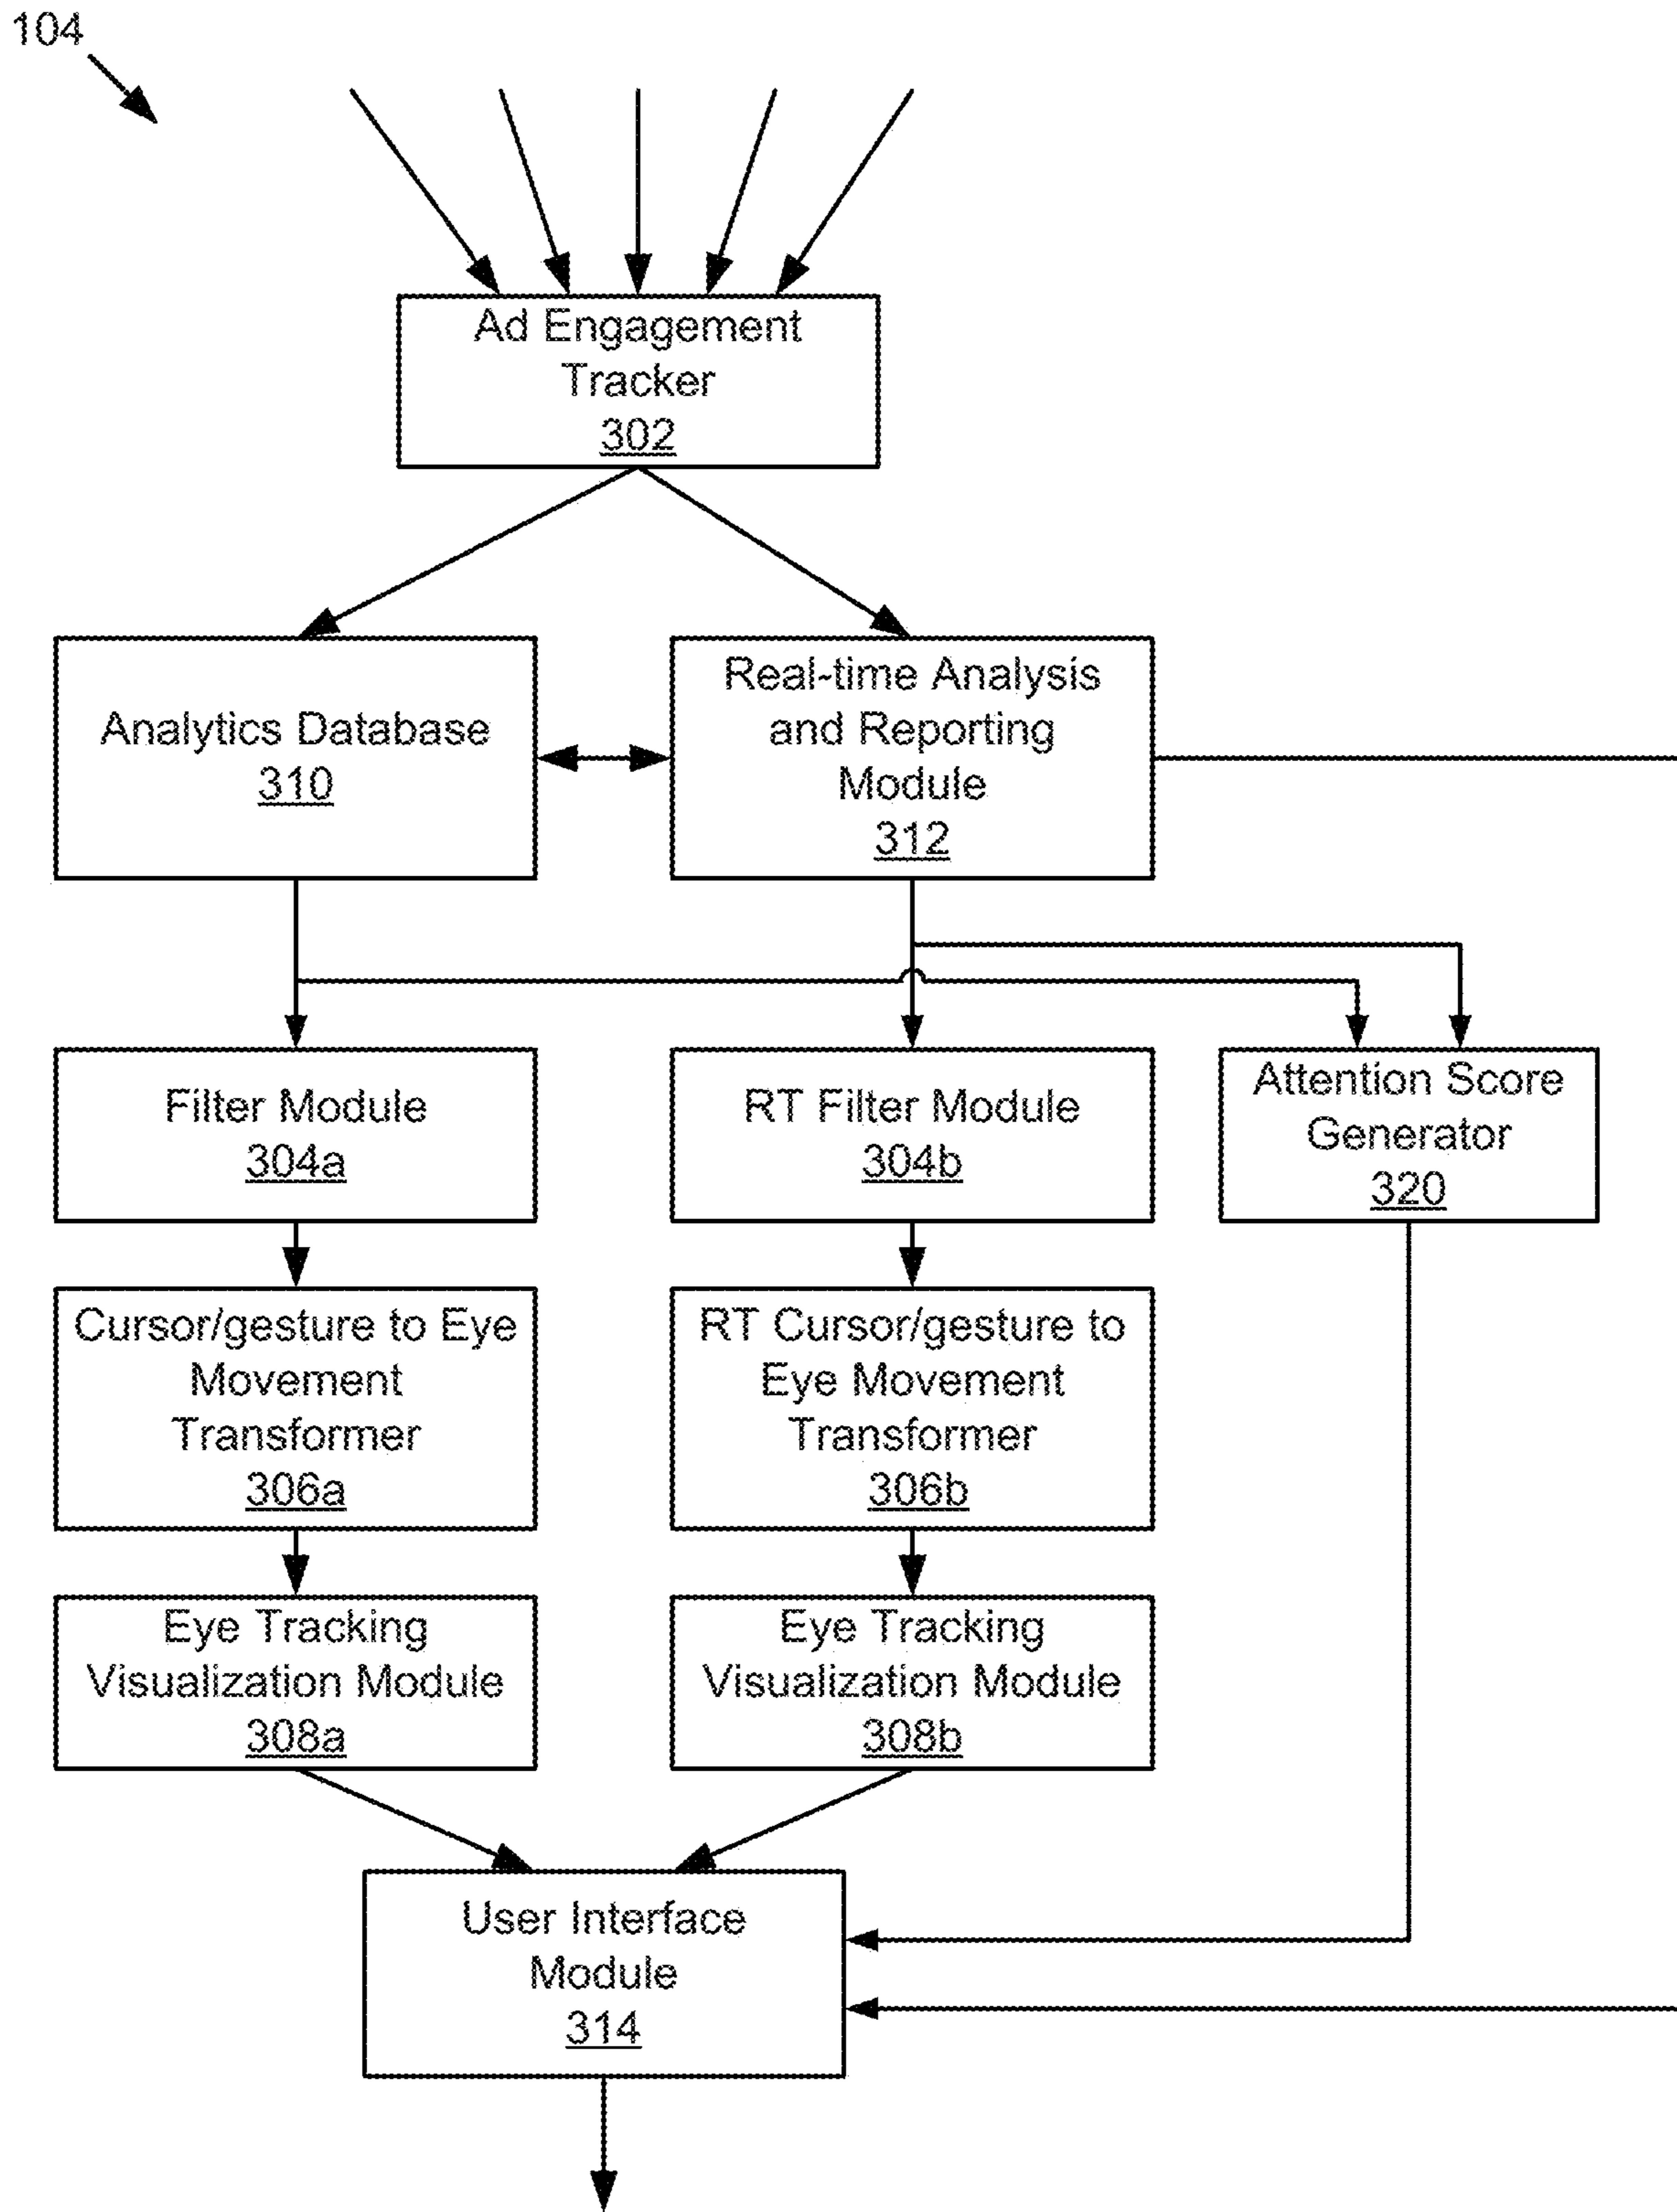 104
Ad Engagement
Tracker
302
Analytics Database
310
Real-time Analysis
and Reporting
Module
312
Filter Module
304a
RT Filter Module
304b
Attention Score
Generator
320
Cursor/gesture to Eye
Movement
Transformer
306a
RT Cursor/gesture to
Eye Movement
Transformer
306b
Eye Tracking
Visualization Module
308a
Eye Tracking
Visualization Module
308b
User Interface
Module
314